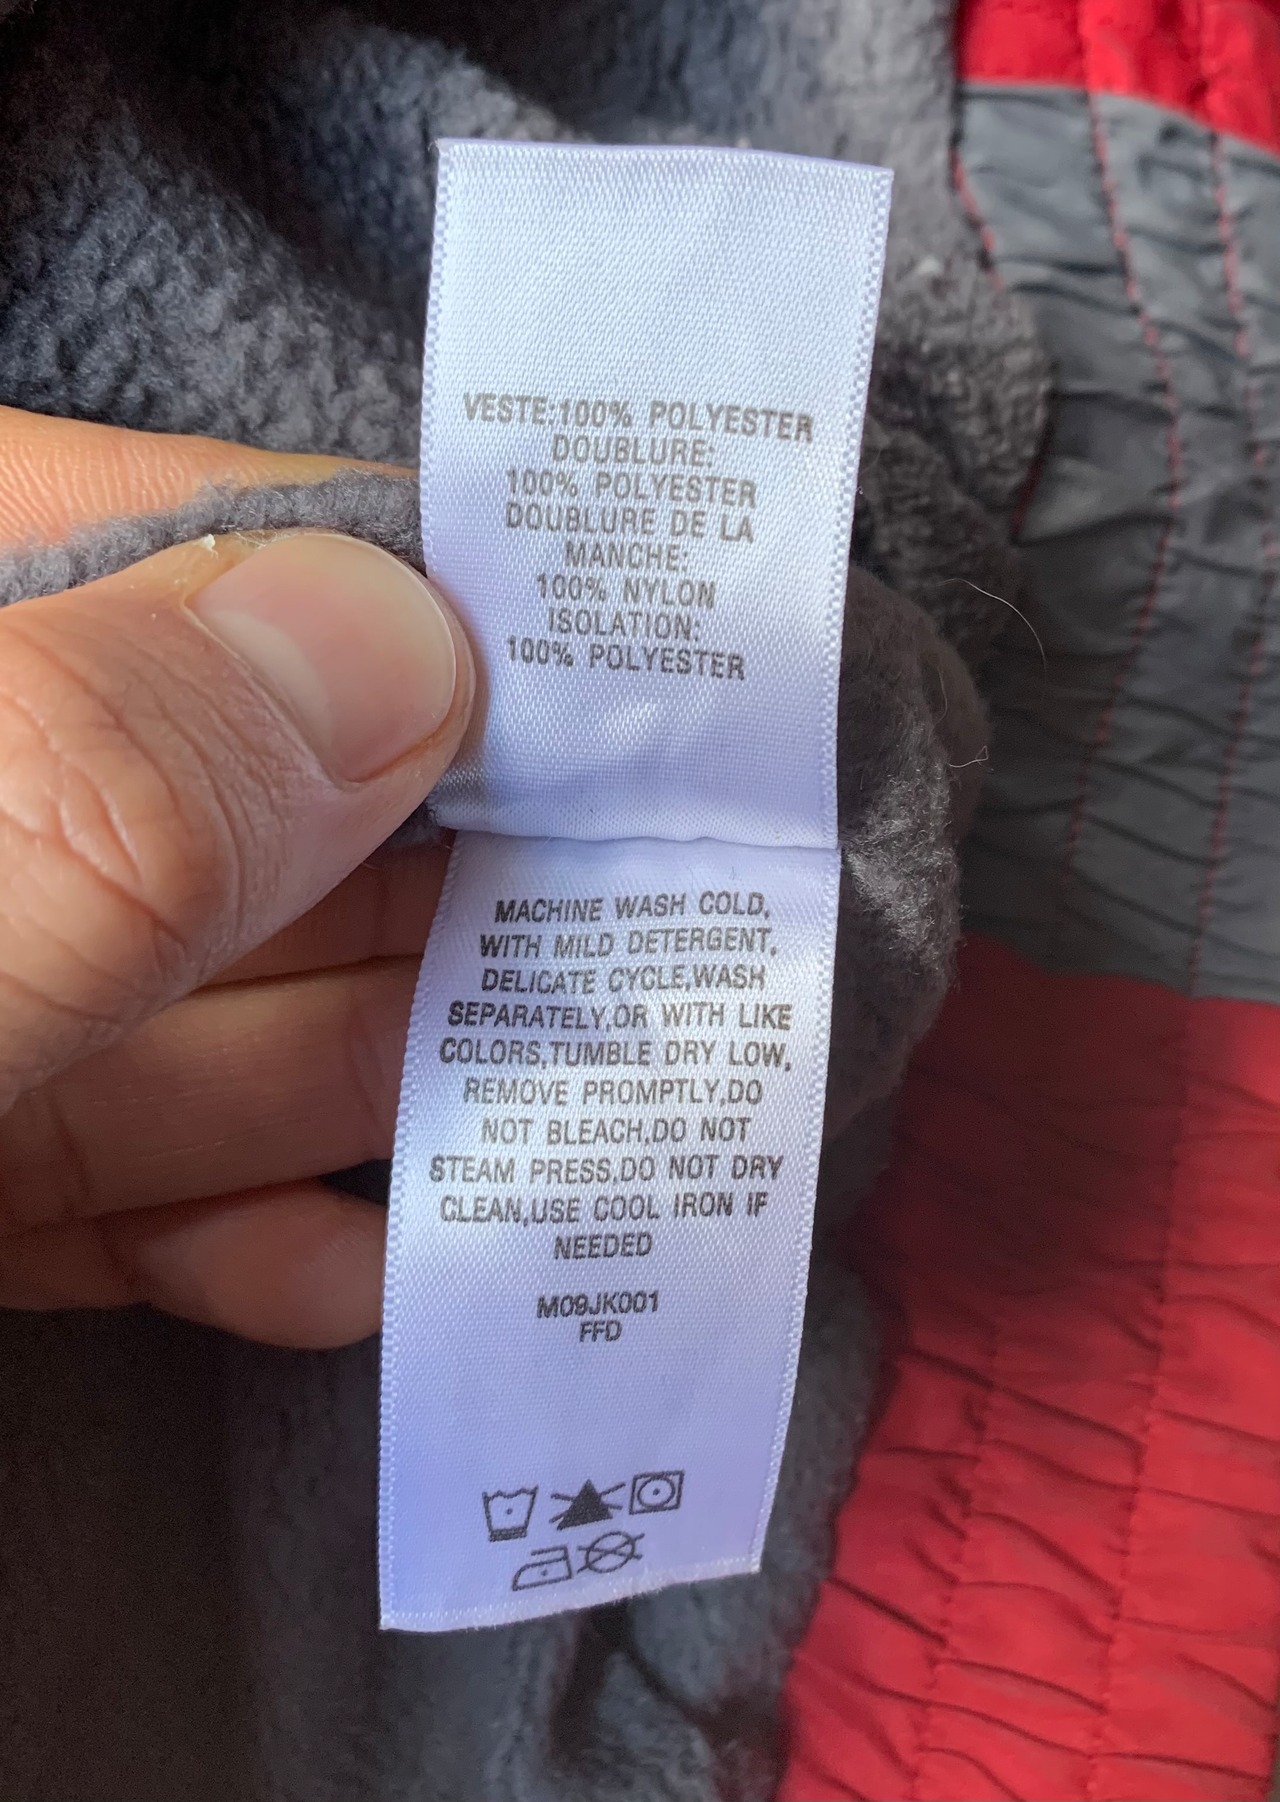 VESTE:100% POLYESTER
DOUBLURE:
100% POLYESTER
DOUBLURE DE LA
MANCHE:
100% NYLON
ISOLATION:
100% POLYESTER
MACHINE WASH COLD,
WITH MILD DETERGENT,
DELICATE CYCLE,WASH
SEPARATELY,OR WITH LIKE
COLORS,TUMBLE DRY LOW,
REMOVE PROMPTLY,DO
NOT BLEACH,DO NOT
STEAM PRESS,DO NOT DRY
CLEAN,USE COOL IRON IF
NEEDED
M09JK001
FFD